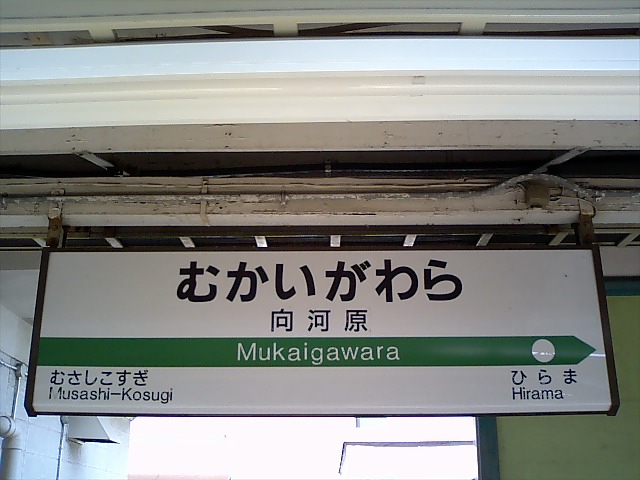 むかいがわら
向河原
Mukaigawara
むさしこすぎ ひらま
Musashi-Kosugi Hirama